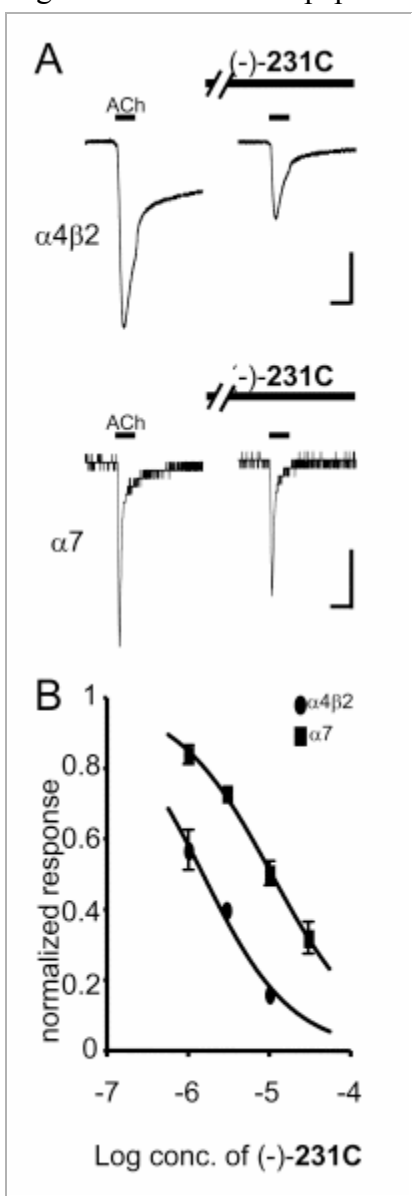 A
(-)-231C
ACh
α4β2
(-)-231C
ACh
α7
B
α4β2
α7
1
0.8
0.6
0.4
0.2
0
normalized response
-7 -6 -5 -4
Log conc. of (-)-231C